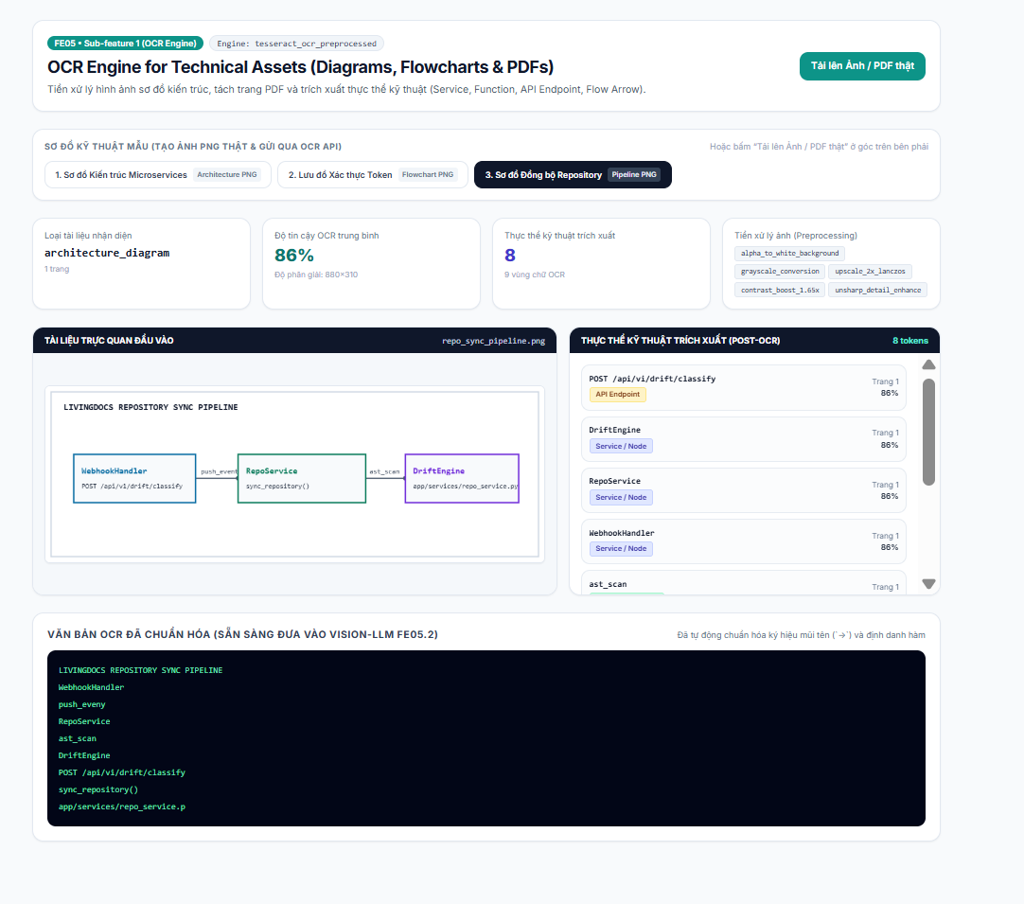 FE05 • Sub-feature 1 (OCR Engine)
Engine: tesseract_ocr_preprocessed
OCR Engine for Technical Assets (Diagrams, Flowcharts & PDFs)
Tiền xử lý hình ảnh sơ đồ kiến trúc, tách trang PDF và trích xuất thực thể kỹ thuật (Service, Function, API Endpoint, Flow Arrow).
Tải lên Ảnh / PDF thật
SƠ ĐỒ KỸ THUẬT MẪU (TẠO ẢNH PNG THẬT & GỬI QUA OCR API)
Hoặc bấm "Tải lên Ảnh / PDF thật" ở góc trên bên phải
1. Sơ đồ Kiến trúc Microservices Architecture PNG
2. Lưu đồ Xác thực Token Flowchart PNG
3. Sơ đồ Đồng bộ Repository Pipeline PNG
Loại tài liệu nhận diện
architecture_diagram
1 trang
Độ tin cậy OCR trung bình
86%
Độ phân giải: 880×310
Thực thể kỹ thuật trích xuất
8
9 vùng chữ OCR
Tiền xử lý ảnh (Preprocessing)
alpha_to_white_background
grayscale_conversion upscale_2x_lanczos
contrast_boost_1.65x unsharp_detail_enhance
TÀI LIỆU TRỰC QUAN ĐẦU VÀO
repo_sync_pipeline.png
LIVINGDOCS REPOSITORY SYNC PIPELINE
WebhookHandler
POST /api/v1/drift/classify
push_event
RepoService
sync_repository()
ast_scan
DriftEngine
app/services/repo_service.py
THỰC THỂ KỸ THUẬT TRÍCH XUẤT (POST-OCR)
8 tokens
POST /api/vi/drift/classify
API Endpoint
Trang 1
86%
DriftEngine
Service / Node
Trang 1
86%
RepoService
Service / Node
Trang 1
86%
WebhookHandler
Service / Node
Trang 1
86%
ast_scan
Trang 1
VĂN BẢN OCR ĐÃ CHUẨN HÓA (SẴN SÀNG ĐƯA VÀO VISION-LLM FE05.2)
Đã tự động chuẩn hóa ký hiệu mũi tên (`→`) và định danh hàm
LIVINGDOCS REPOSITORY SYNC PIPELINE
WebhookHandler
push_eveny
RepoService
ast_scan
DriftEngine
POST /api/vi/drift/classify
sync_repository()
app/services/repo_service.p